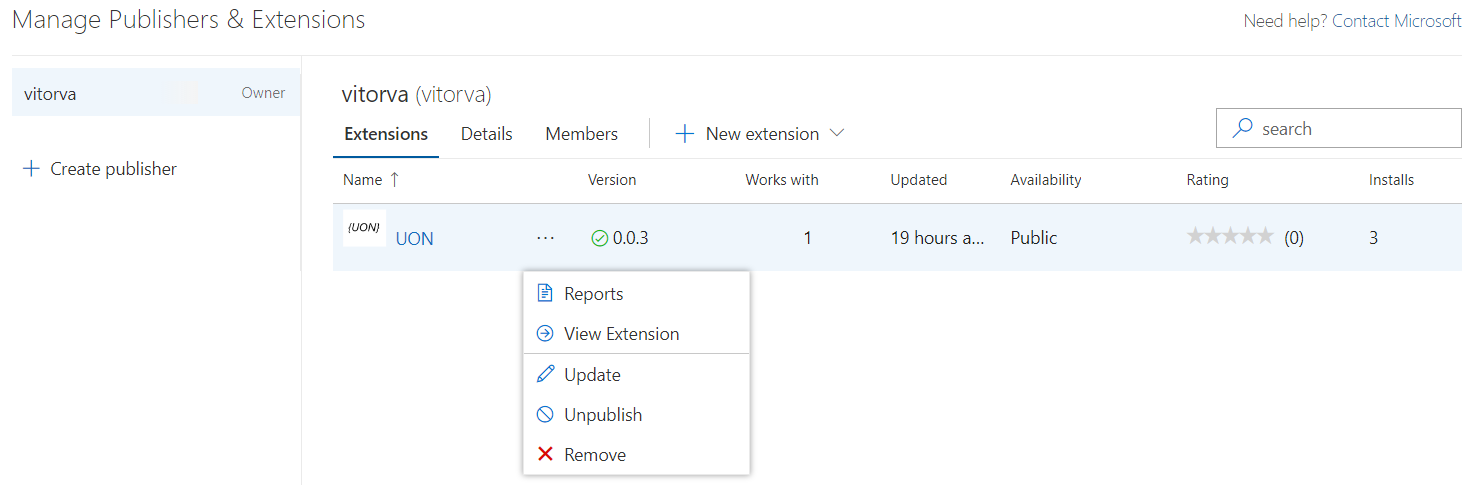 Manage Publishers & Extensions
Need help? Contact Microsoft
vitorva Owner
Create publisher
vitorva (vitorva)
Extensions Details Members New extension
search
Name ↑ Version Works with Updated Availability Rating Installs
{UON} UON ... 0.0.3 1 19 hours a... Public (0) 3
Reports
View Extension
Update
Unpublish
Remove